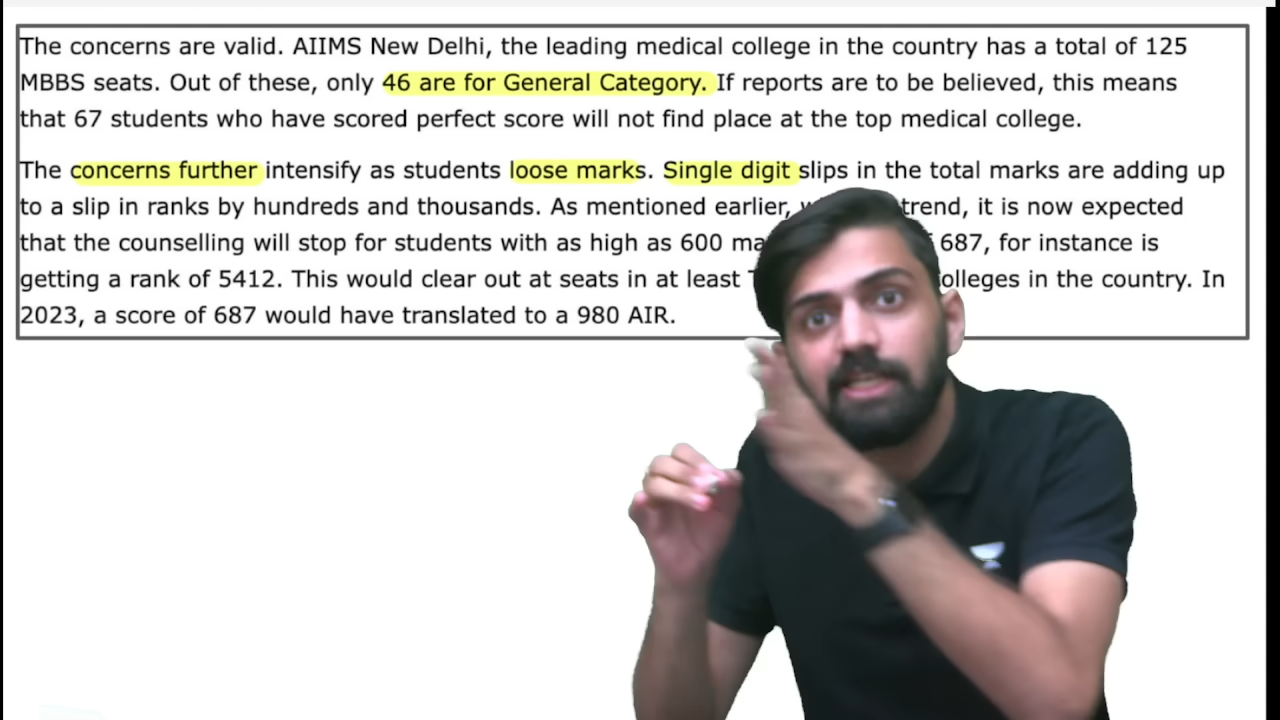 The concerns are valid. AIIMS New Delhi, the leading medical college in the country has a total of 125
MBBS seats. Out of these, only 46 are for General Category. If reports are to be believed, this means
that 67 students who have scored perfect score will not find place at the top medical college.
The concerns further intensify as students loose marks. Single digit slips in the total marks are adding up
to a slip in ranks by hundreds and thousands. As mentioned earlier, trend, it is now expected
that the counselling will stop for students with as high as 600 687, for instance is
getting a rank of 5412. This would clear out at seats in at least colleges in the country. In
2023, a score of 687 would have translated to a 980 AIR.